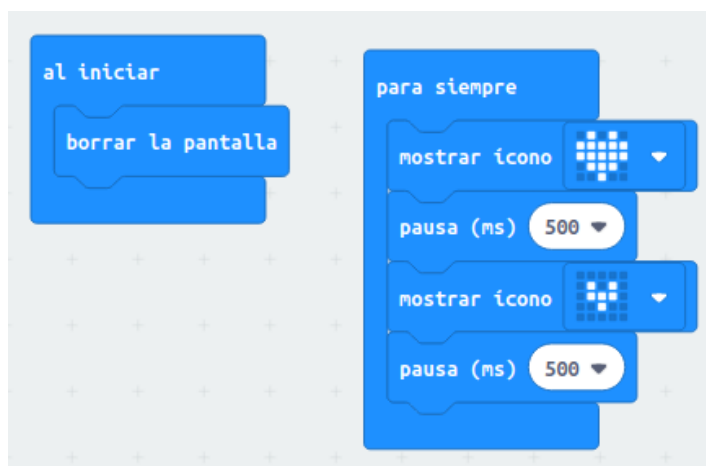 al iniciar
borrar la pantalla
para siempre
mostrar ícono
pausa (ms) 500
mostrar ícono
pausa (ms) 500